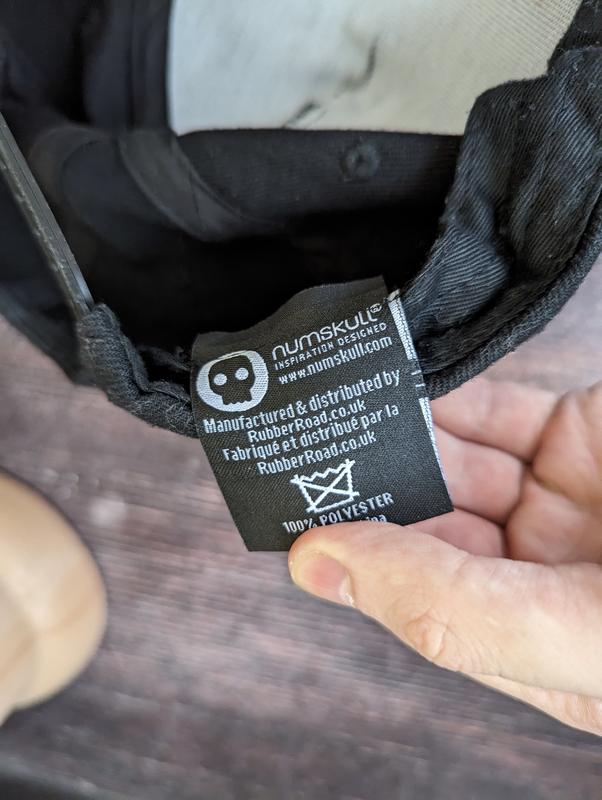 numskull®
INSPIRATION DESIGNED
www.numskull.com
Manufactured & distributed by
RubberRoad.co.uk
Fabriqué et distribué par la
RubberRoad.co.uk
100% POLYESTER